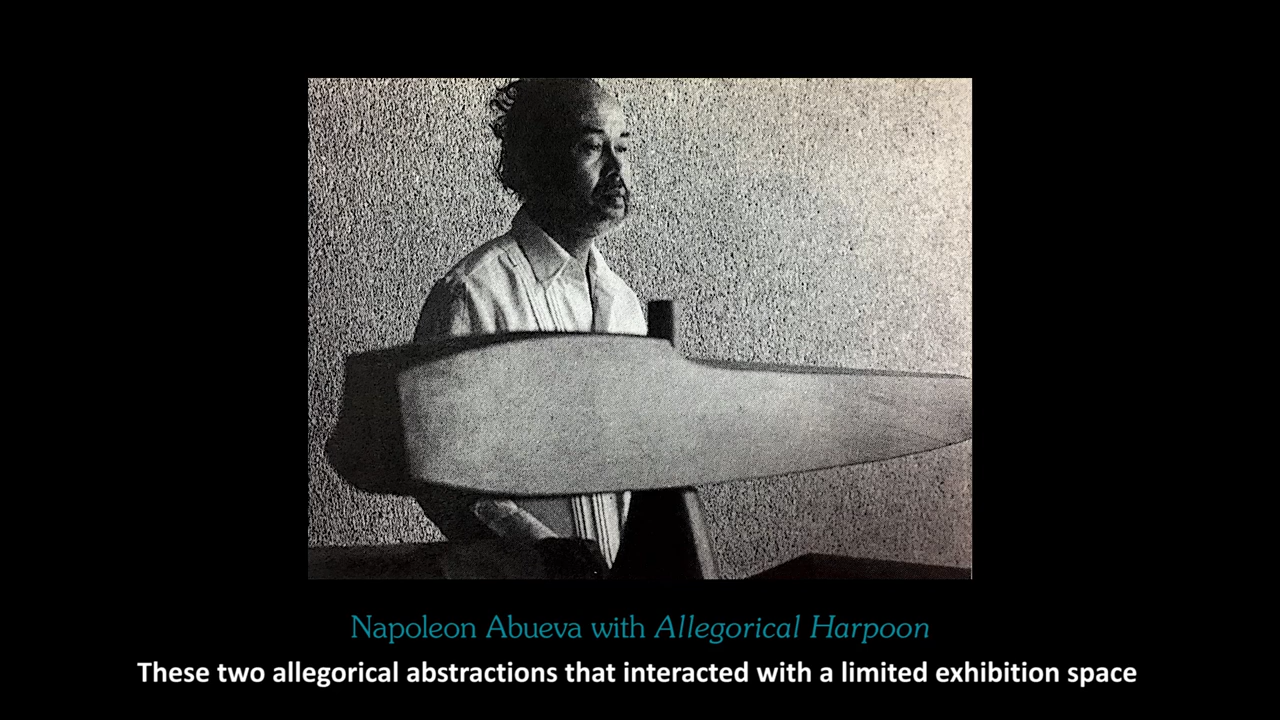 Napoleon Abueva with Allegorical Harpoon
These two allegorical abstractions that interacted with a limited exhibition space